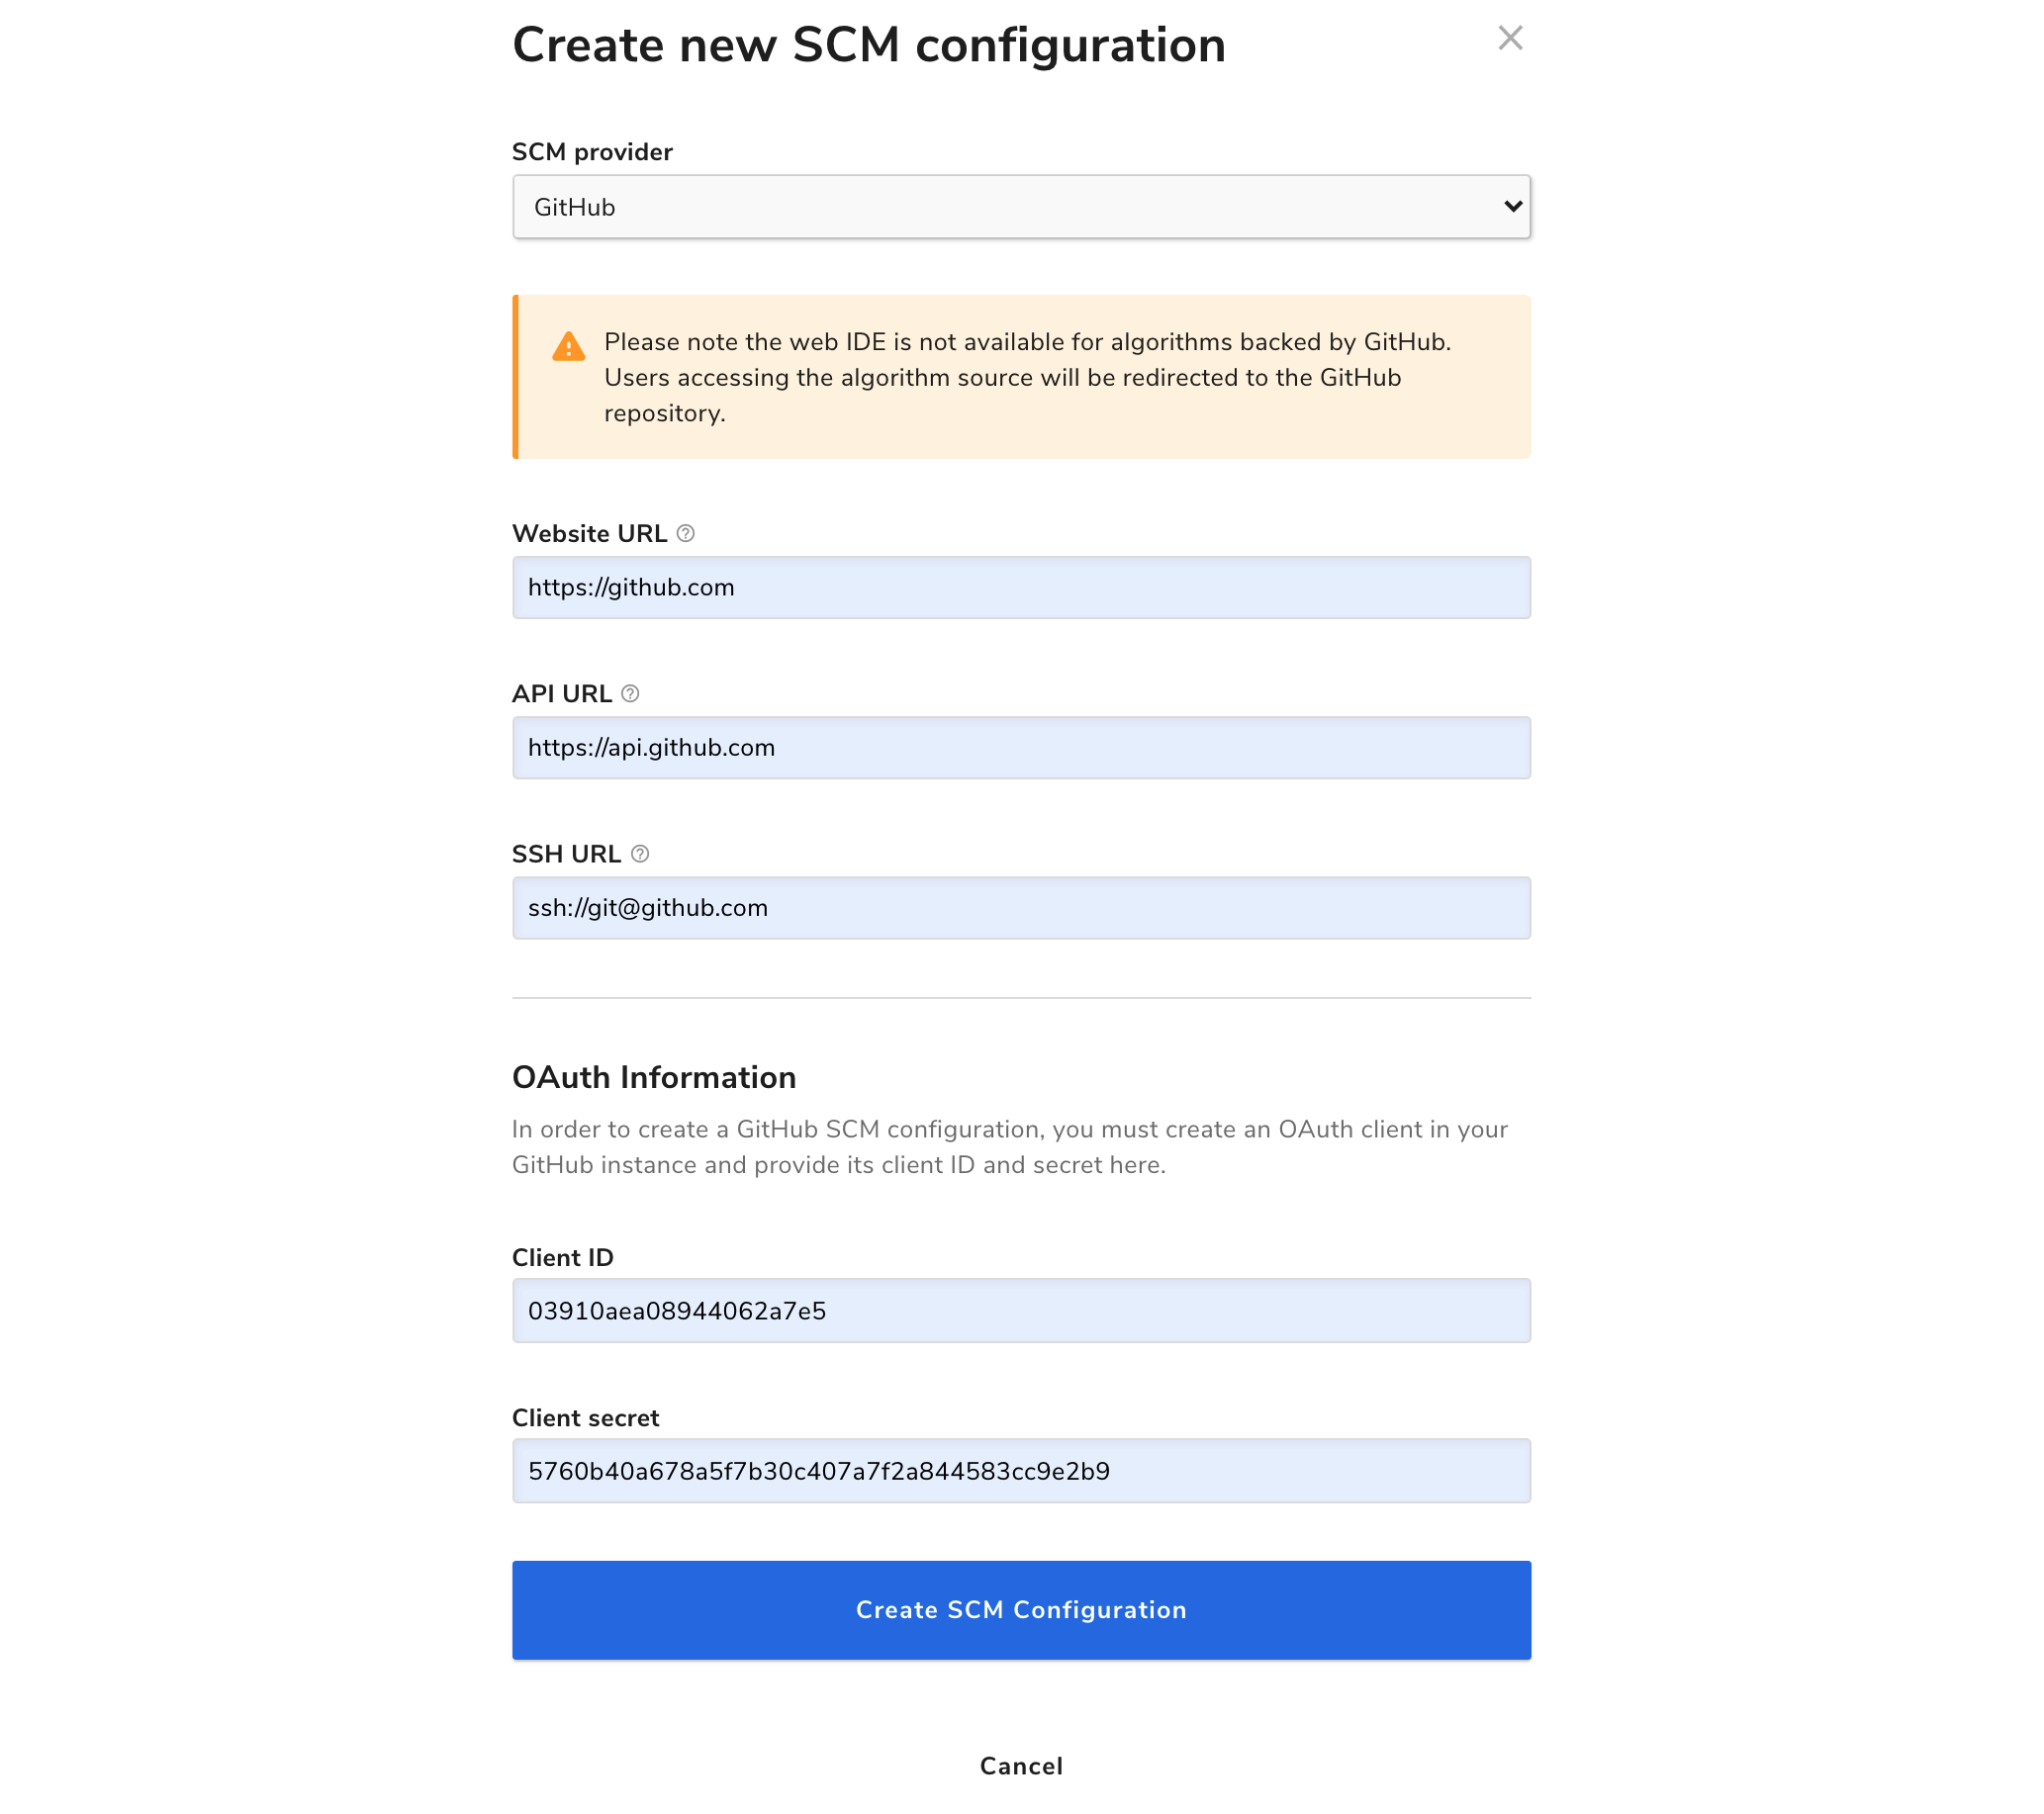 Create new SCM configuration
SCM provider
GitHub
Please note the web IDE is not available for algorithms backed by GitHub.
Users accessing the algorithm source will be redirected to the GitHub
repository.
Website URL
https://github.com
API URL
https://api.github.com
SSH URL
ssh://git@github.com
OAuth Information
In order to create a GitHub SCM configuration, you must create an OAuth client in your
GitHub instance and provide its client ID and secret here.
Client ID
03910aea08944062a7e5
Client secret
5760b40a678a5f7b30c407a7f2a844583cc9e2b9
Create SCM Configuration
Cancel